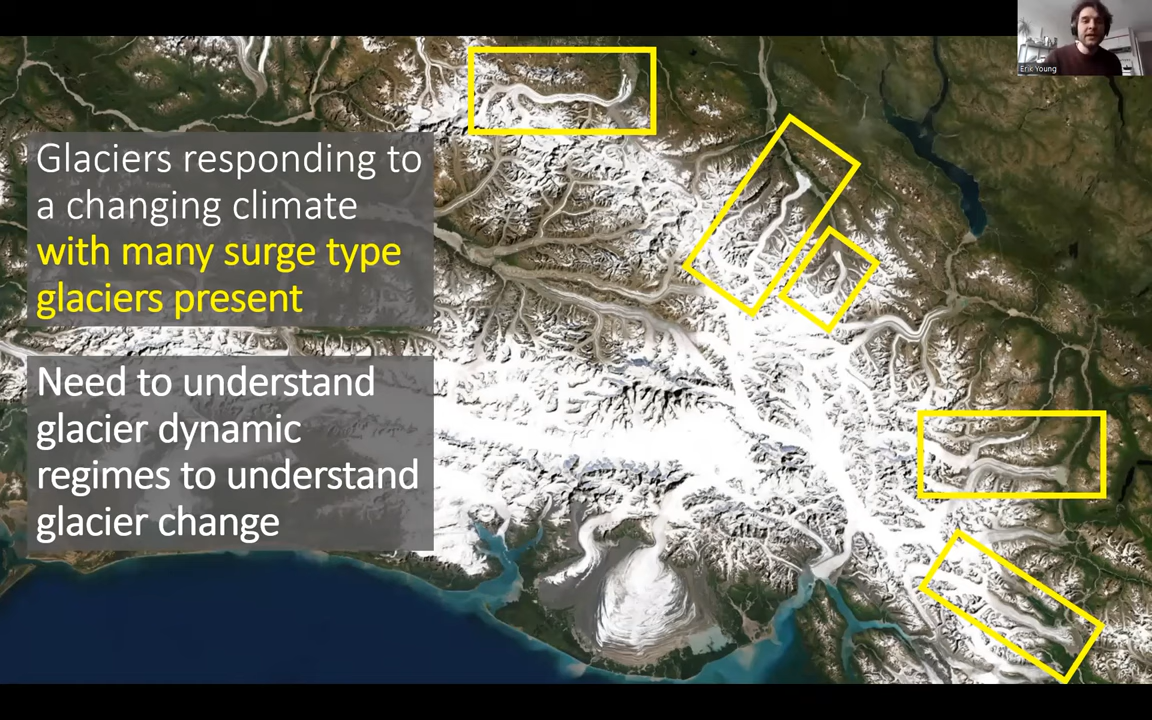 Erik Young
Glaciers responding to
a changing climate
with many surge type
glaciers present
Need to understand
glacier dynamic
regimes to understand
glacier change